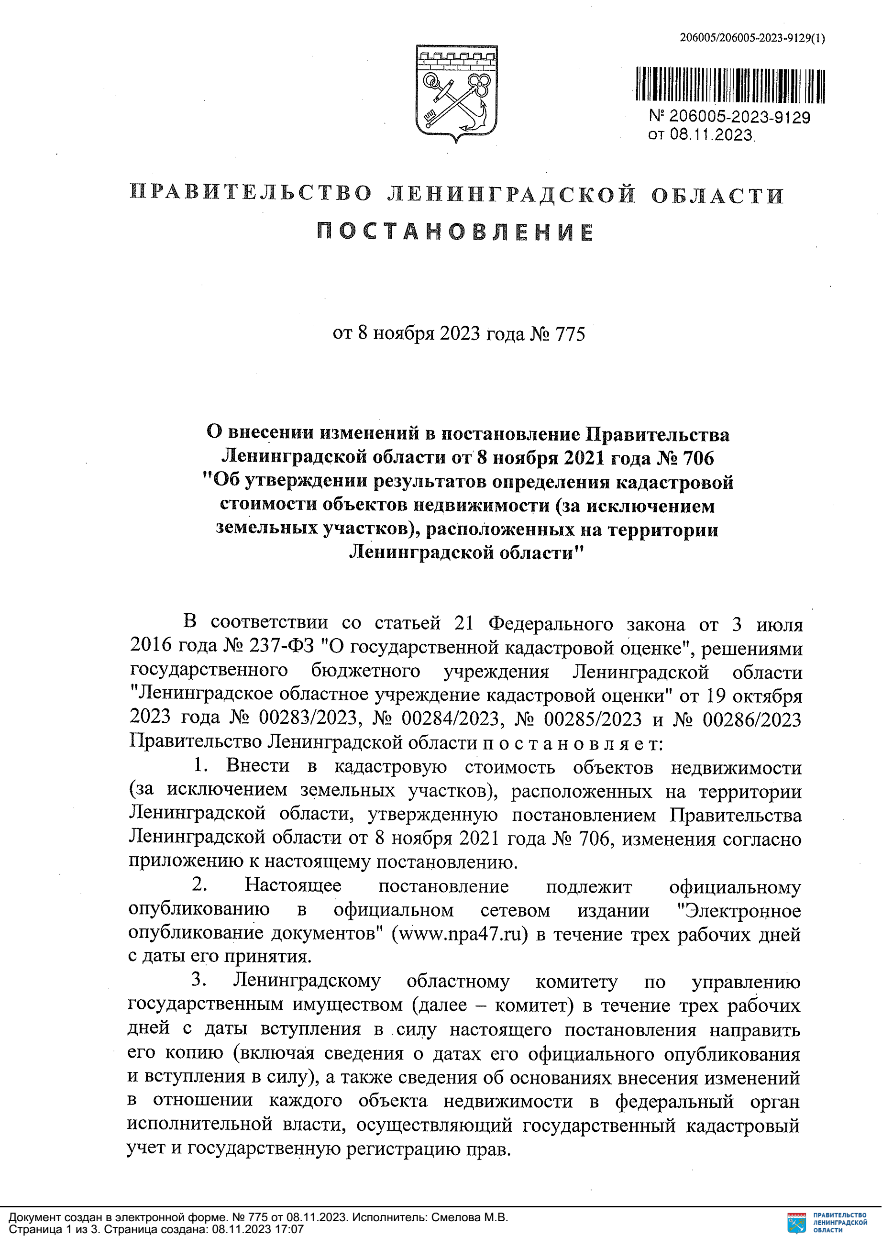 206005/206005-2023-9129(1)
№ 206005-2023-9129
от 08.11.2023
ПРАВИТЕЛЬСТВО ЛЕНИНГРАДСКОЙ ОБЛАСТИ
ПОСТАНОВЛЕНИЕ
от 8 ноября 2023 года № 775
О внесении изменений в постановление Правительства
Ленинградской области от 8 ноября 2021 года № 706
"Об утверждении результатов определения кадастровой
стоимости объектов недвижимости (за исключением
земельных участков), расположенных на территории
Ленинградской области"
В соответствии со статьей 21 Федерального закона от 3 июля
2016 года № 237-ФЗ "О государственной кадастровой оценке", решениями
государственного бюджетного учреждения Ленинградской области
"Ленинградское областное учреждение кадастровой оценки" от 19 октября
2023 года № 00283/2023, № 00284/2023, № 00285/2023 и № 00286/2023
Правительство Ленинградской области п о с т а н о в л я е т:
1. Внести в кадастровую стоимость объектов недвижимости
(за исключением земельных участков), расположенных на территории
Ленинградской области, утвержденную постановлением Правительства
Ленинградской области от 8 ноября 2021 года № 706, изменения согласно
приложению к настоящему постановлению.
2. Настоящее постановление подлежит официальному
опубликованию в официальном сетевом издании "Электронное
опубликование документов" (www.npa47.ru) в течение трех рабочих дней
с даты его принятия.
3. Ленинградскому областному комитету по управлению
государственным имуществом (далее – комитет) в течение трех рабочих
дней с даты вступления в силу настоящего постановления направить
его копию (включая сведения о датах его официального опубликования
и вступления в силу), а также сведения об основаниях внесения изменений
в отношении каждого объекта недвижимости в федеральный орган
исполнительной власти, осуществляющий государственный кадастровый
учет и государственную регистрацию прав.
Документ создан в электронной форме. № 775 от 08.11.2023. Исполнитель: Смелова М.В.
Страница 1 из 3. Страница создана: 08.11.2023 17:07
ПРАВИТЕЛЬСТВО
ЛЕНИНГРАДСКОЙ
ОБЛАСТИ